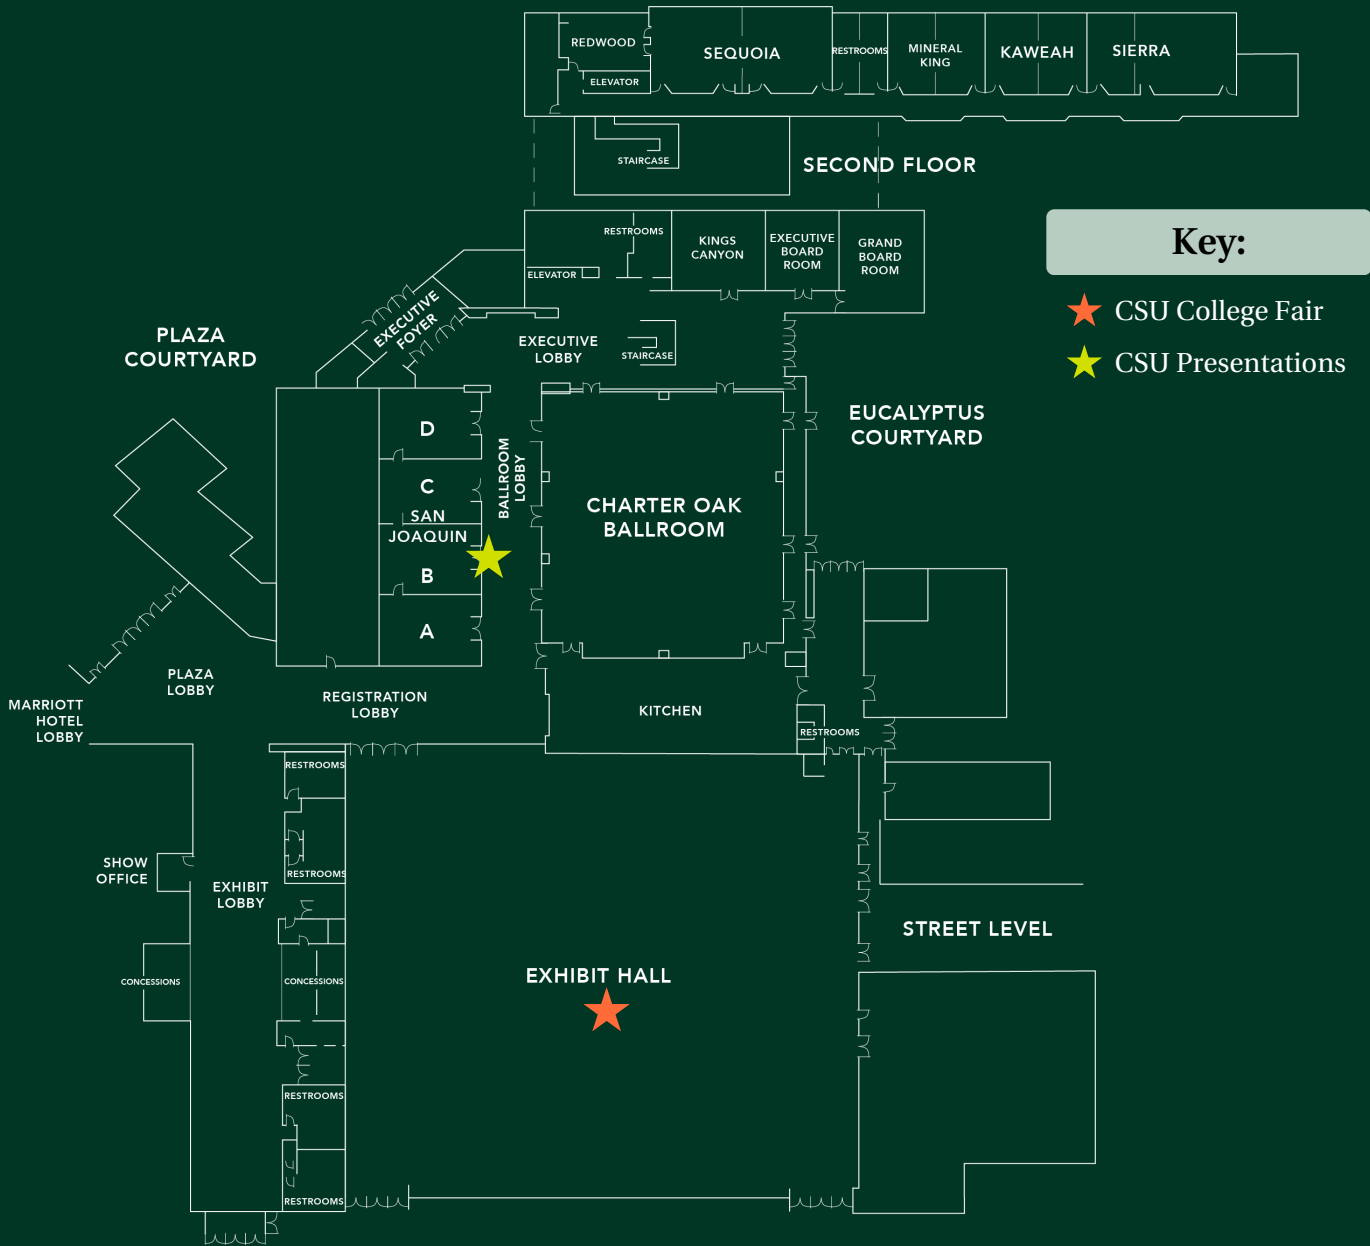 REDWOOD
SEQUOIA
RESTROOMS
MINERAL
KING
KAWEAH
SIERRA
ELEVATOR
STAIRCASE
SECOND FLOOR
RESTROOMS
KINGS
CANYON
EXECUTIVE
BOARD
ROOM
GRAND
BOARD
ROOM
ELEVATOR
Key:
CSU College Fair
CSU Presentations
EXECUTIVE
FOYER
PLAZA
COURTYARD
EXECUTIVE
LOBBY
STAIRCASE
EUCALYPTUS
COURTYARD
D
C
SAN
JOAQUIN
B
A
BALLROOM
LOBBY
CHARTER OAK
BALLROOM
PLAZA
LOBBY
MARRIOTT
HOTEL
LOBBY
REGISTRATION
LOBBY
KITCHEN
RESTROOMS
RESTROOMS
SHOW
OFFICE
RESTROOMS
EXHIBIT
LOBBY
STREET LEVEL
CONCESSIONS
CONCESSIONS
EXHIBIT HALL
RESTROOMS
RESTROOMS